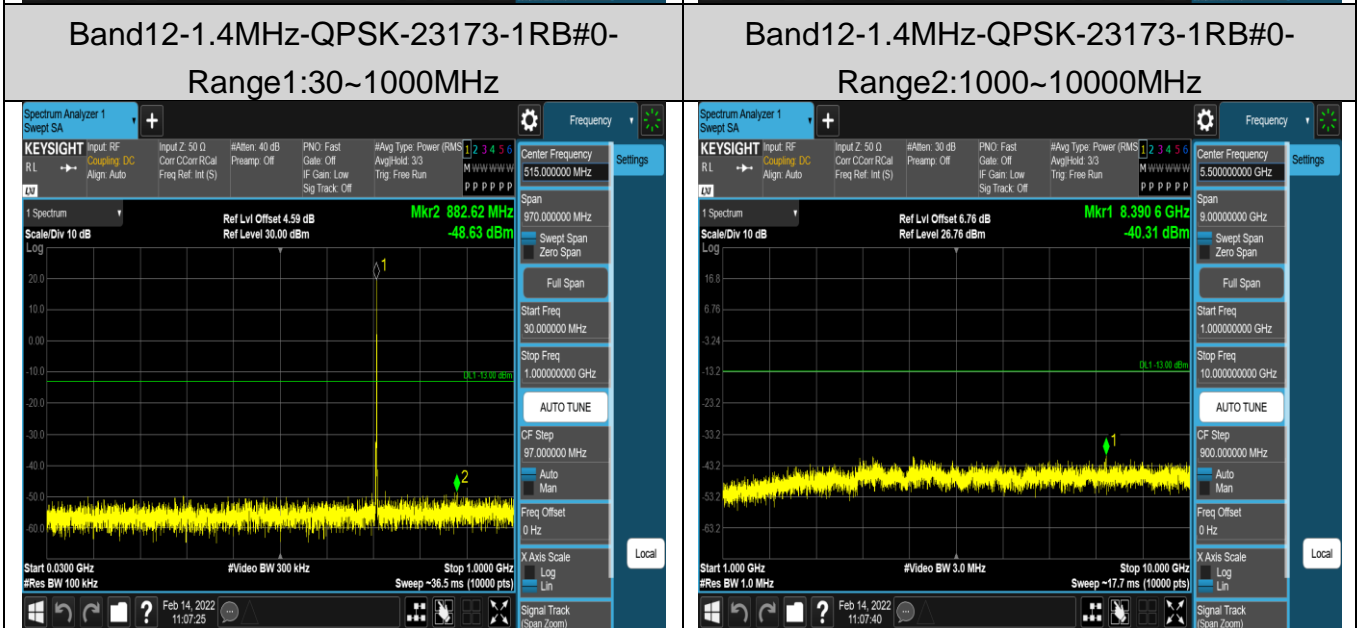 Band12-1.4MHz-QPSK-23173-1RB#0-
Range1:30~1000MHz
Spectrum Analyzer 1
Swept SA
+
Frequency
KEYSIGHT
R L
Input: RF
Coupling: DC
Align: Auto
Input Z: 50 Ω
Corr CCorr RCal
Freq Ref: Int (S)
#Atten: 40 dB
Preamp: Off
PNO: Fast
Gate: Off
IF Gain: Low
Sig Track: Off
#Avg Type: Power (RMS
Avg|Hold: 3/3
Trig: Free Run
1 2 3 4 5 6
M W W W W W
P P P P P P
LXI
1 Spectrum
Scale/Div 10 dB
Log
Ref Lvl Offset 4.59 dB
Ref Level 30.00 dBm
Mkr2 882.62 MHz
-48.63 dBm
20.0
10.0
0.00
-10.0
-20.0
-30.0
-40.0
-50.0
-60.0
1
DL1 -13.00 dBm
2
Start 0.0300 GHz
#Res BW 100 kHz
#Video BW 300 kHz
Stop 1.0000 GHz
Sweep ~36.5 ms (10000 pts)
Center Frequency
515.000000 MHz
Settings
Span
970.000000 MHz
Swept Span
Zero Span
Full Span
Start Freq
30.000000 MHz
Stop Freq
1.000000000 GHz
AUTO TUNE
CF Step
97.000000 MHz
Auto
Man
Freq Offset
0 Hz
X Axis Scale
Log
Lin
Local
Signal Track
(Span Zoom)
?
Feb 14, 2022
11:07:25
Band12-1.4MHz-QPSK-23173-1RB#0-
Range2:1000~10000MHz
Spectrum Analyzer 1
Swept SA
+
Frequency
KEYSIGHT
R L
Input: RF
Coupling: DC
Align: Auto
Input Z: 50 Ω
Corr CCorr RCal
Freq Ref: Int (S)
#Atten: 30 dB
Preamp: Off
PNO: Fast
Gate: Off
IF Gain: Low
Sig Track: Off
#Avg Type: Power (RMS
Avg|Hold: 3/3
Trig: Free Run
1 2 3 4 5 6
M W W W W W
P P P P P P
LXI
1 Spectrum
Scale/Div 10 dB
Log
Ref Lvl Offset 6.76 dB
Ref Level 26.76 dBm
Mkr1 8.390 6 GHz
-40.31 dBm
16.8
6.76
-3.24
-13.2
-23.2
-33.2
-43.2
-53.2
-63.2
DL1 -13.00 dBm
1
Start 1.000 GHz
#Res BW 1.0 MHz
#Video BW 3.0 MHz
Stop 10.000 GHz
Sweep ~17.7 ms (10000 pts)
Center Frequency
5.500000000 GHz
Settings
Span
9.00000000 GHz
Swept Span
Zero Span
Full Span
Start Freq
1.000000000 GHz
Stop Freq
10.000000000 GHz
AUTO TUNE
CF Step
900.000000 MHz
Auto
Man
Freq Offset
0 Hz
X Axis Scale
Log
Lin
Local
Signal Track
(Span Zoom)
?
Feb 14, 2022
11:07:40